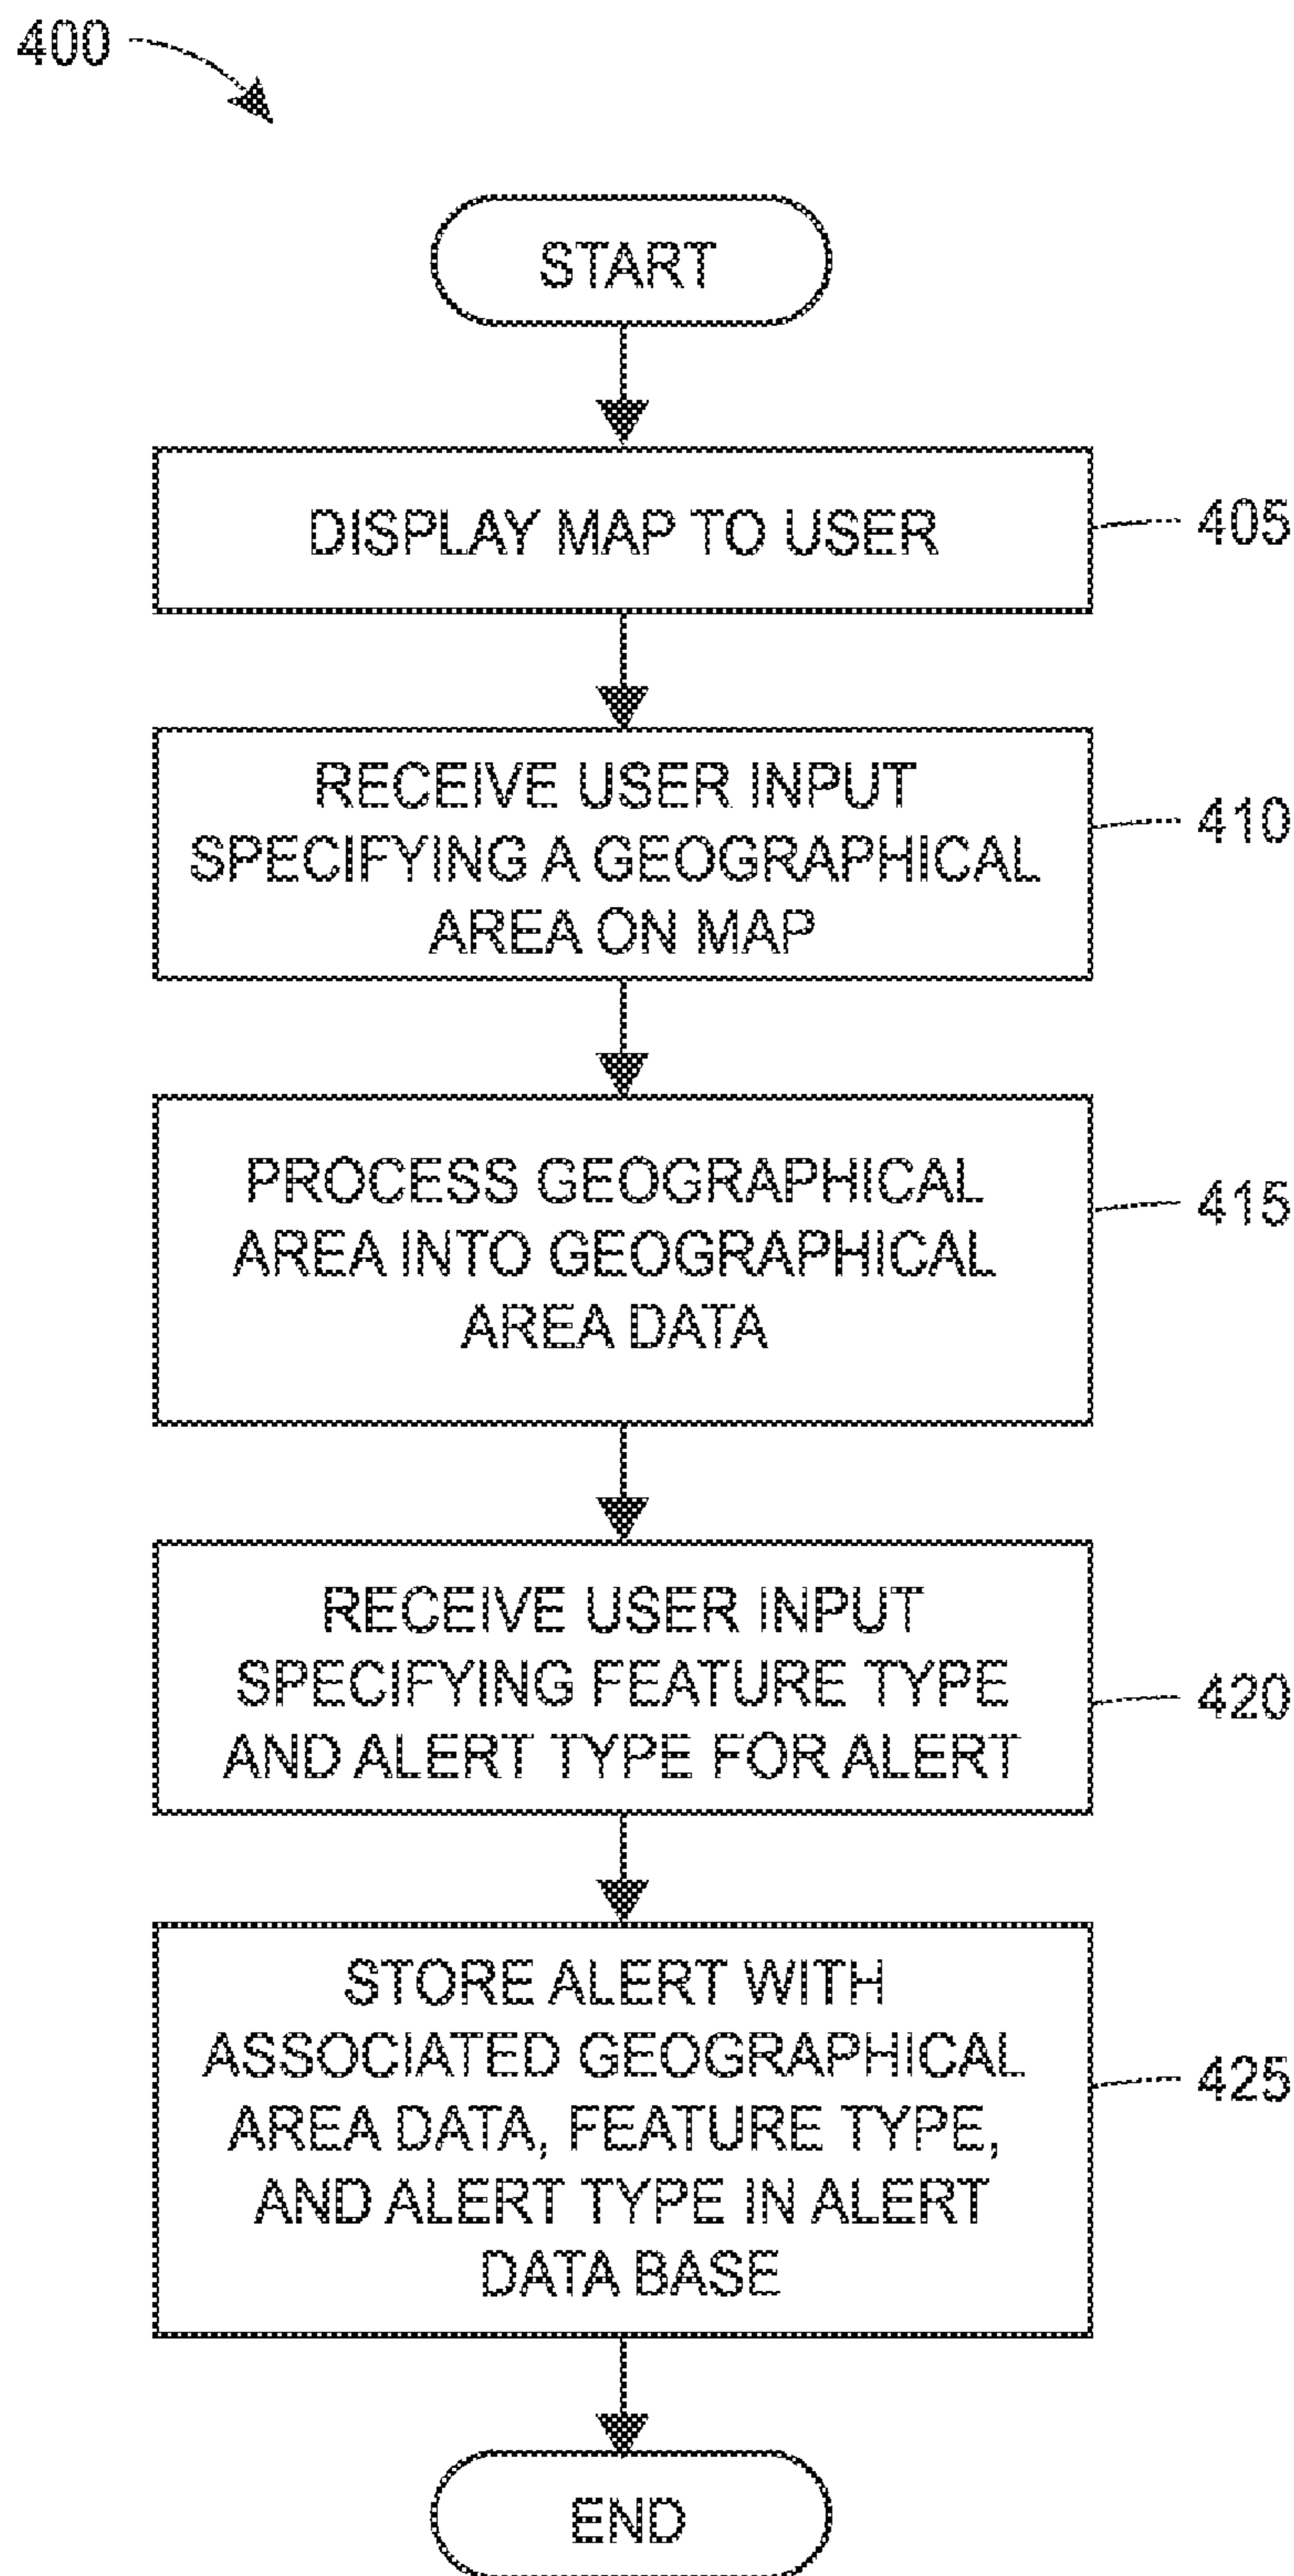 400
START
DISPLAY MAP TO USER
405
RECEIVE USER INPUT
SPECIFYING A GEOGRAPHICAL
AREA ON MAP
410
PROCESS GEOGRAPHICAL
AREA INTO GEOGRAPHICAL
AREA DATA
415
RECEIVE USER INPUT
SPECIFYING FEATURE TYPE
AND ALERT TYPE FOR ALERT
420
STORE ALERT WITH
ASSOCIATED GEOGRAPHICAL
AREA DATA, FEATURE TYPE,
AND ALERT TYPE IN ALERT
DATA BASE
425
END